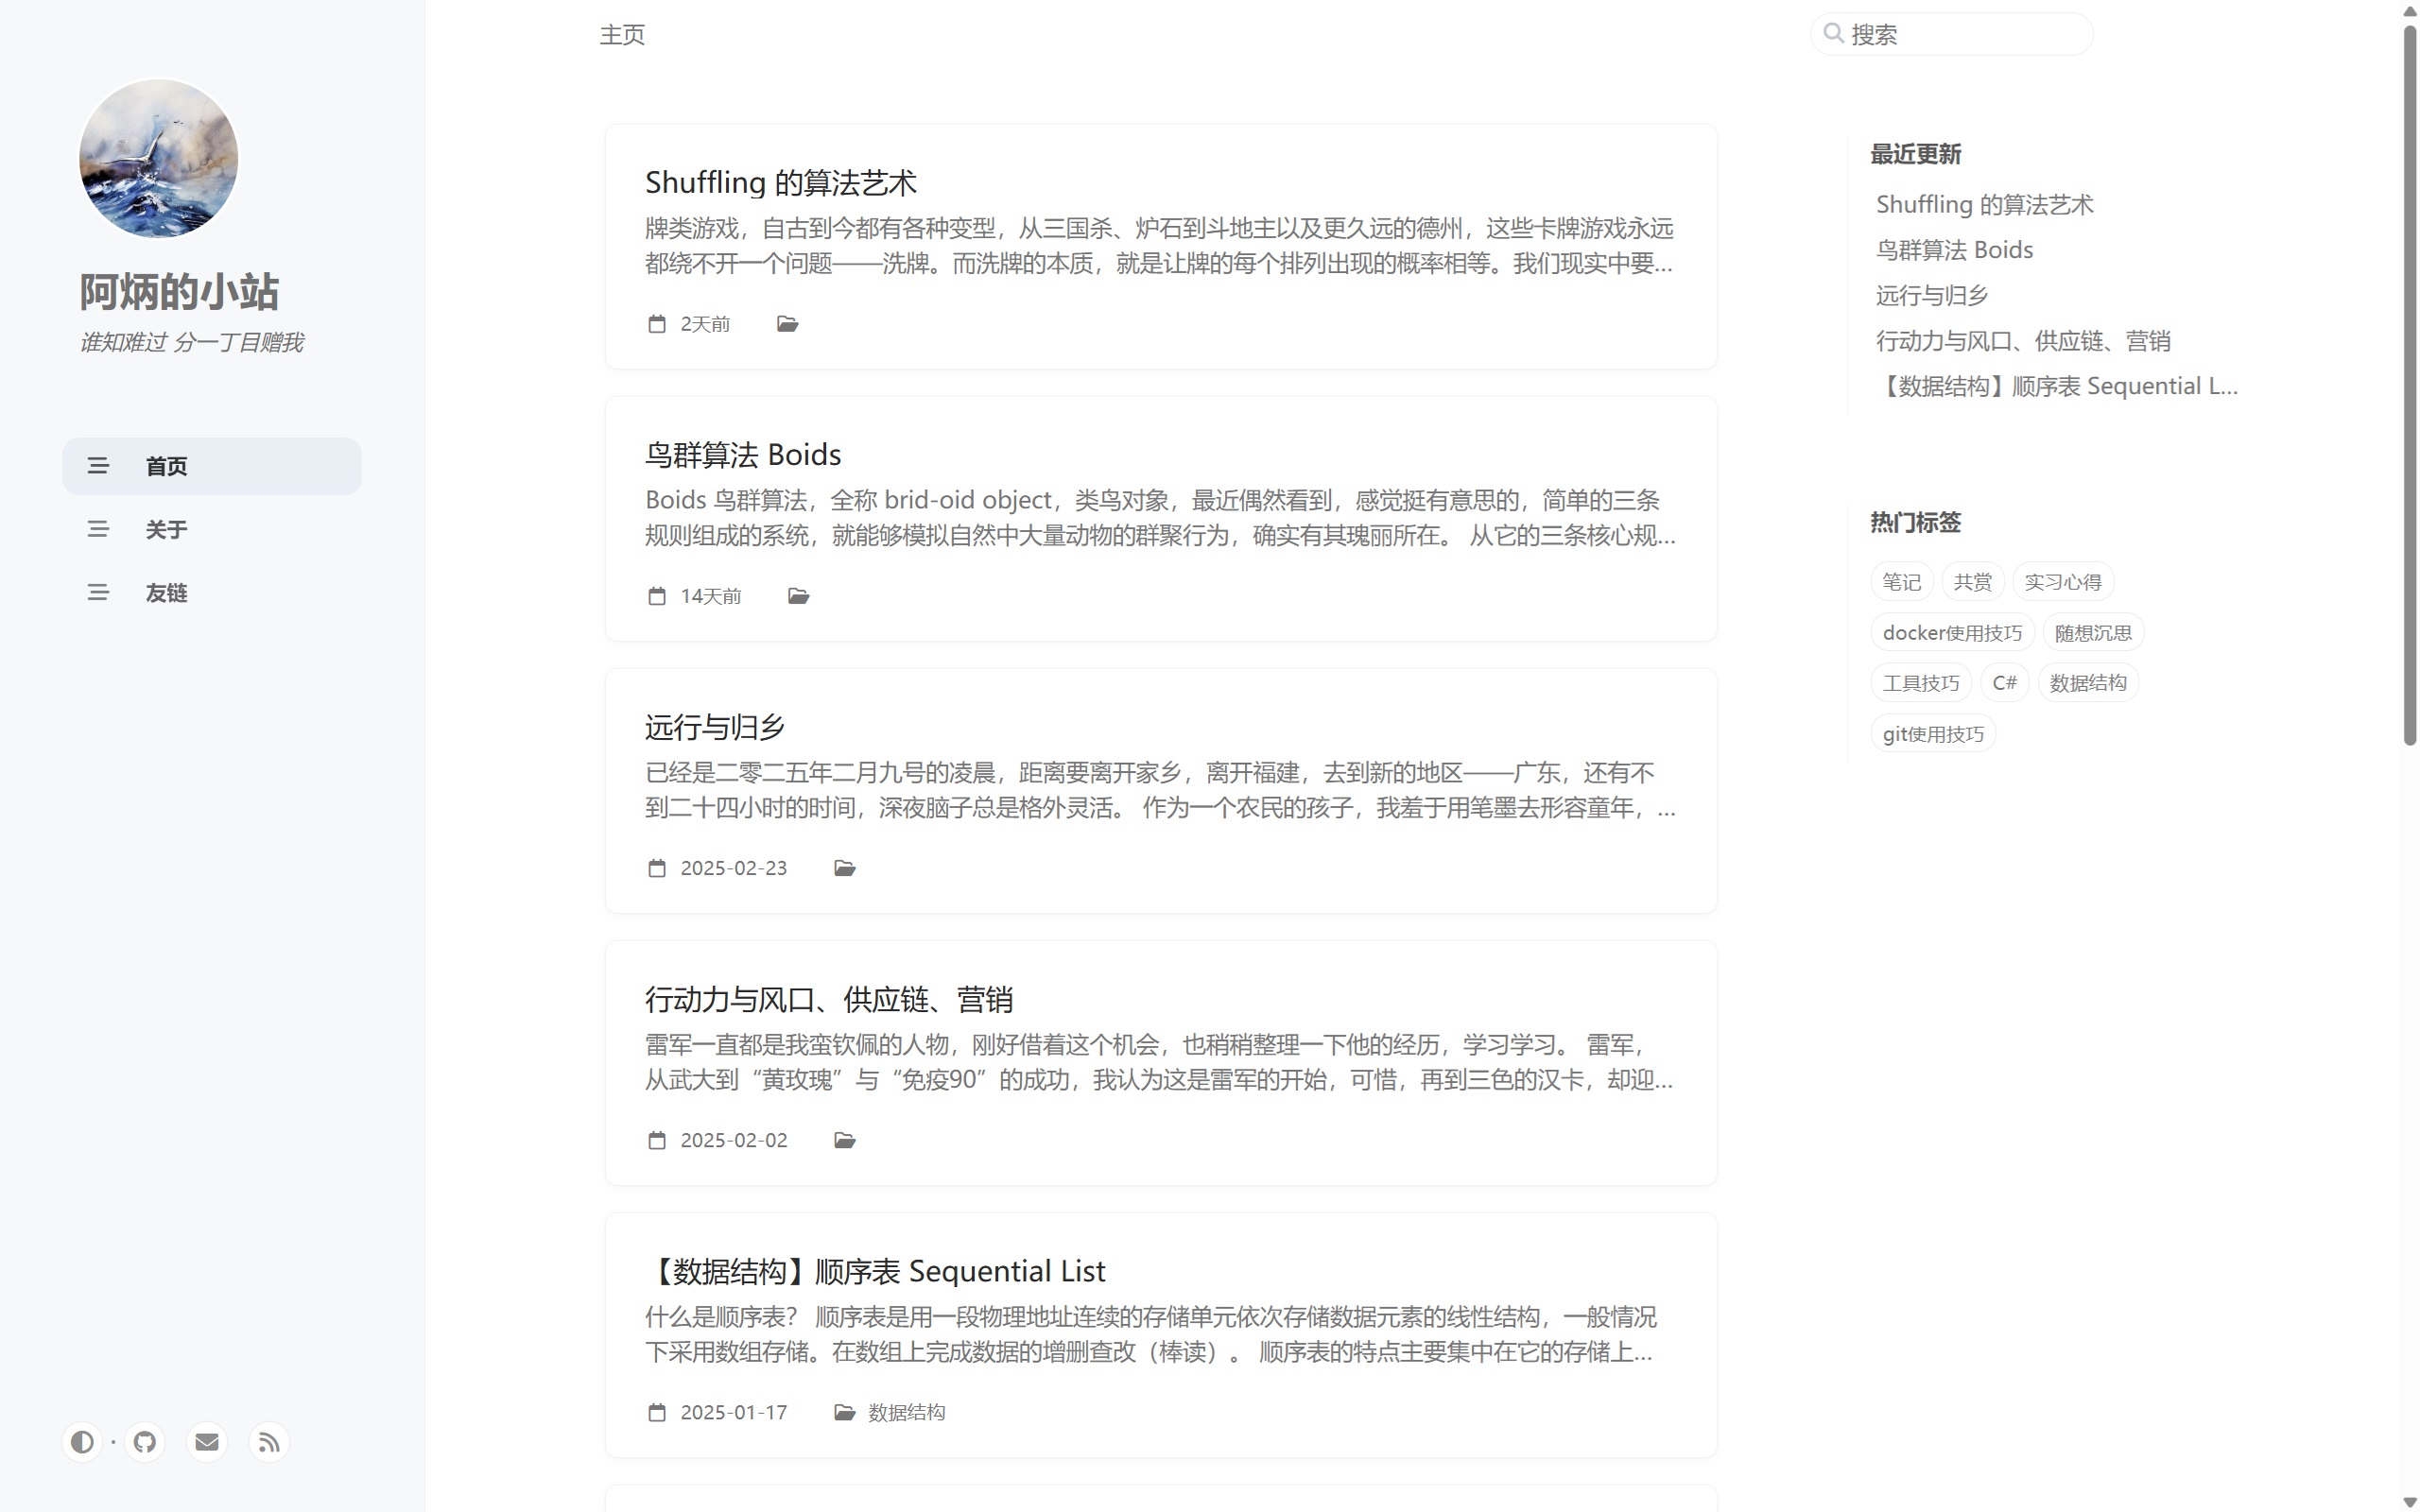 阿炳的小站
谁知难过 分一丁目赠我
首页
关于
友链
主页
搜索
Shuffling 的算法艺术
牌类游戏，自古到今都有各种变型，从三国杀、炉石到斗地主以及更久远的德州，这些卡牌游戏永远
都绕不开一个问题——洗牌。而洗牌的本质，就是让牌的每个排列出现的概率相等。我们现实中要...
2天前
鸟群算法 Boids
Boids 鸟群算法，全称 brid-oid object，类鸟对象，最近偶然看到，感觉挺有意思的，简单的三条
规则组成的系统，就能够模拟自然中大量动物的群聚行为，确实有其瑰丽所在。 从它的三条核心规...
14天前
远行与归乡
已经是二零二五年二月九号的凌晨，距离要离开家乡，离开福建，去到新的地区——广东，还有不
到二十四小时的时间，深夜脑子总是格外灵活。 作为一个农民的孩子，我羞于用笔墨去形容童年，...
2025-02-23
行动力与风口、供应链、营销
雷军一直都是我蛮钦佩的人物，刚好借着这个机会，也稍稍整理一下他的经历，学习学习。 雷军，
从武大到“黄玫瑰”与“免疫90”的成功，我认为这是雷军的开始，可惜，再到三色的汉卡，却迎...
2025-02-02
【数据结构】顺序表 Sequential List
什么是顺序表？ 顺序表是用一段物理地址连续的存储单元依次存储数据元素的线性结构，一般情况
下采用数组存储。在数组上完成数据的增删查改（棒读）。 顺序表的特点主要集中在它的存储上...
2025-01-17 数据结构
最近更新
Shuffling 的算法艺术
鸟群算法 Boids
远行与归乡
行动力与风口、供应链、营销
【数据结构】顺序表 Sequential L...
热门标签
笔记 共赏 实习心得
docker使用技巧 随想沉思
工具技巧 C# 数据结构
git使用技巧